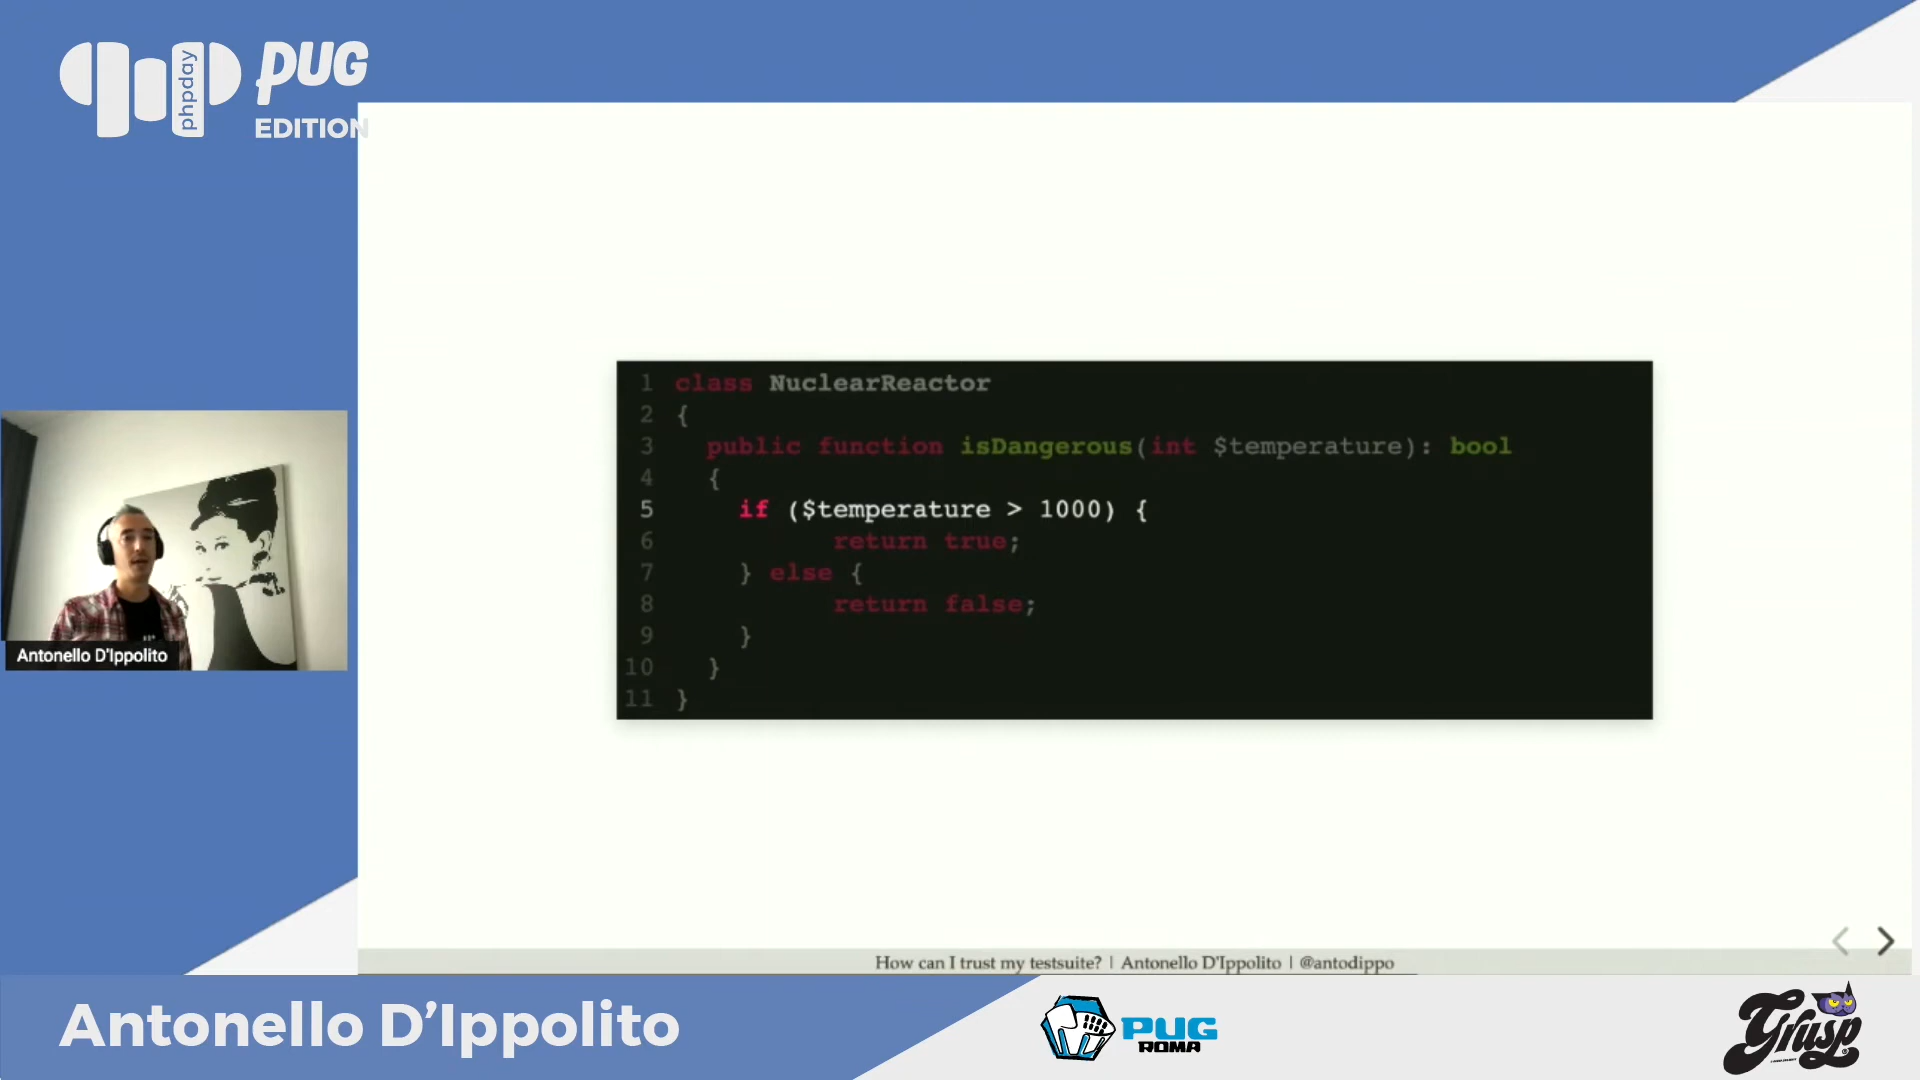 phpday
PUG
EDITION
1 class NuclearReactor
2 {
3 public function isDangerous(int $temperature): bool
4 {
5 if ($temperature > 1000) {
6 return true;
7 } else {
8 return false;
9 }
10 }
11 }
Antonello D'Ippolito
How can I trust my testsuite? | Antonello D'Ippolito | @antodippo
Antonello D’Ippolito
PUG
ROMA
Grusp